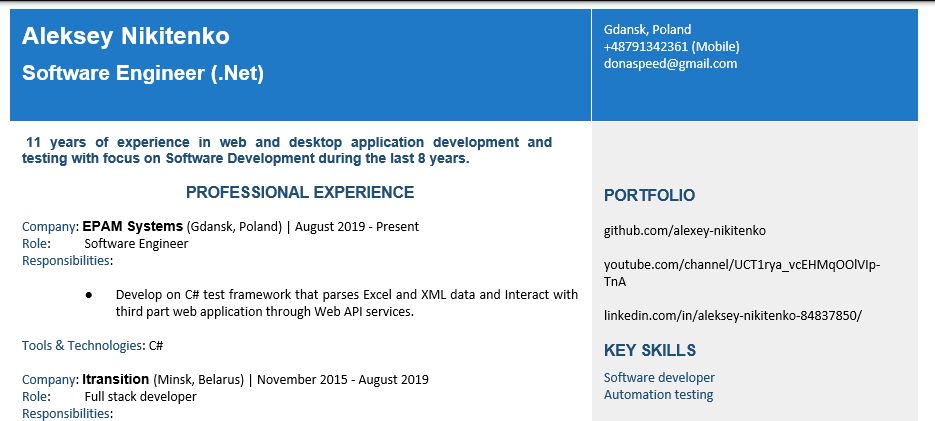 Aleksey Nikitenko
Software Engineer (.Net)
Gdansk, Poland
+48791342361 (Mobile)
donaspeed@gmail.com
11 years of experience in web and desktop application development and
testing with focus on Software Development during the last 8 years.
PROFESSIONAL EXPERIENCE
Company: EPAM Systems (Gdansk, Poland) | August 2019 - Present
Role: Software Engineer
Responsibilities:
● Develop on C# test framework that parses Excel and XML data and Interact with
third part web application through Web API services.
Tools & Technologies: C#
Company: Itransition (Minsk, Belarus) | November 2015 - August 2019
Role: Full stack developer
Responsibilities:
PORTFOLIO
github.com/alexey-nikitenko
youtube.com/channel/UCT1rya_vcEHMqOOlVIp-
TnA
linkedin.com/in/aleksey-nikitenko-84837850/
KEY SKILLS
Software developer
Automation testing